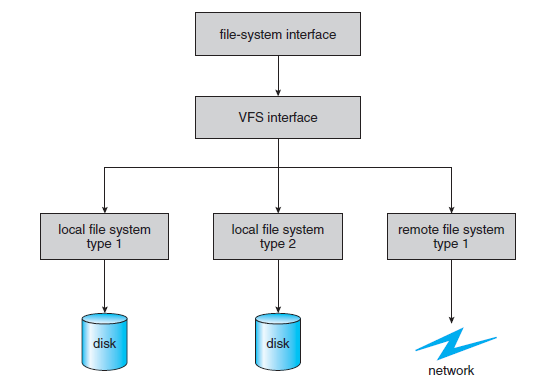 file-system interface
VFS interface
local file system
type 1
local file system
type 2
remote file system
type 1
disk
disk
network